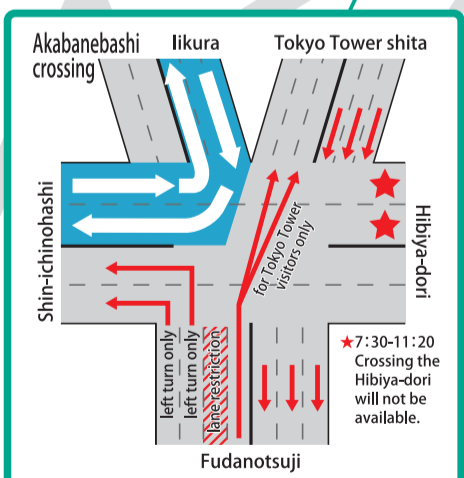 Akabanebashi
crossing
Iikura
Tokyo Tower shita
Shin-ichinohashi
Hibiya-dori
for Tokyo Tower
visitors only
left turn only
left turn only
lane restriction
★7:30-11:20
Crossing the
Hibiya-dori
will not be
available.
Fudanotsuji